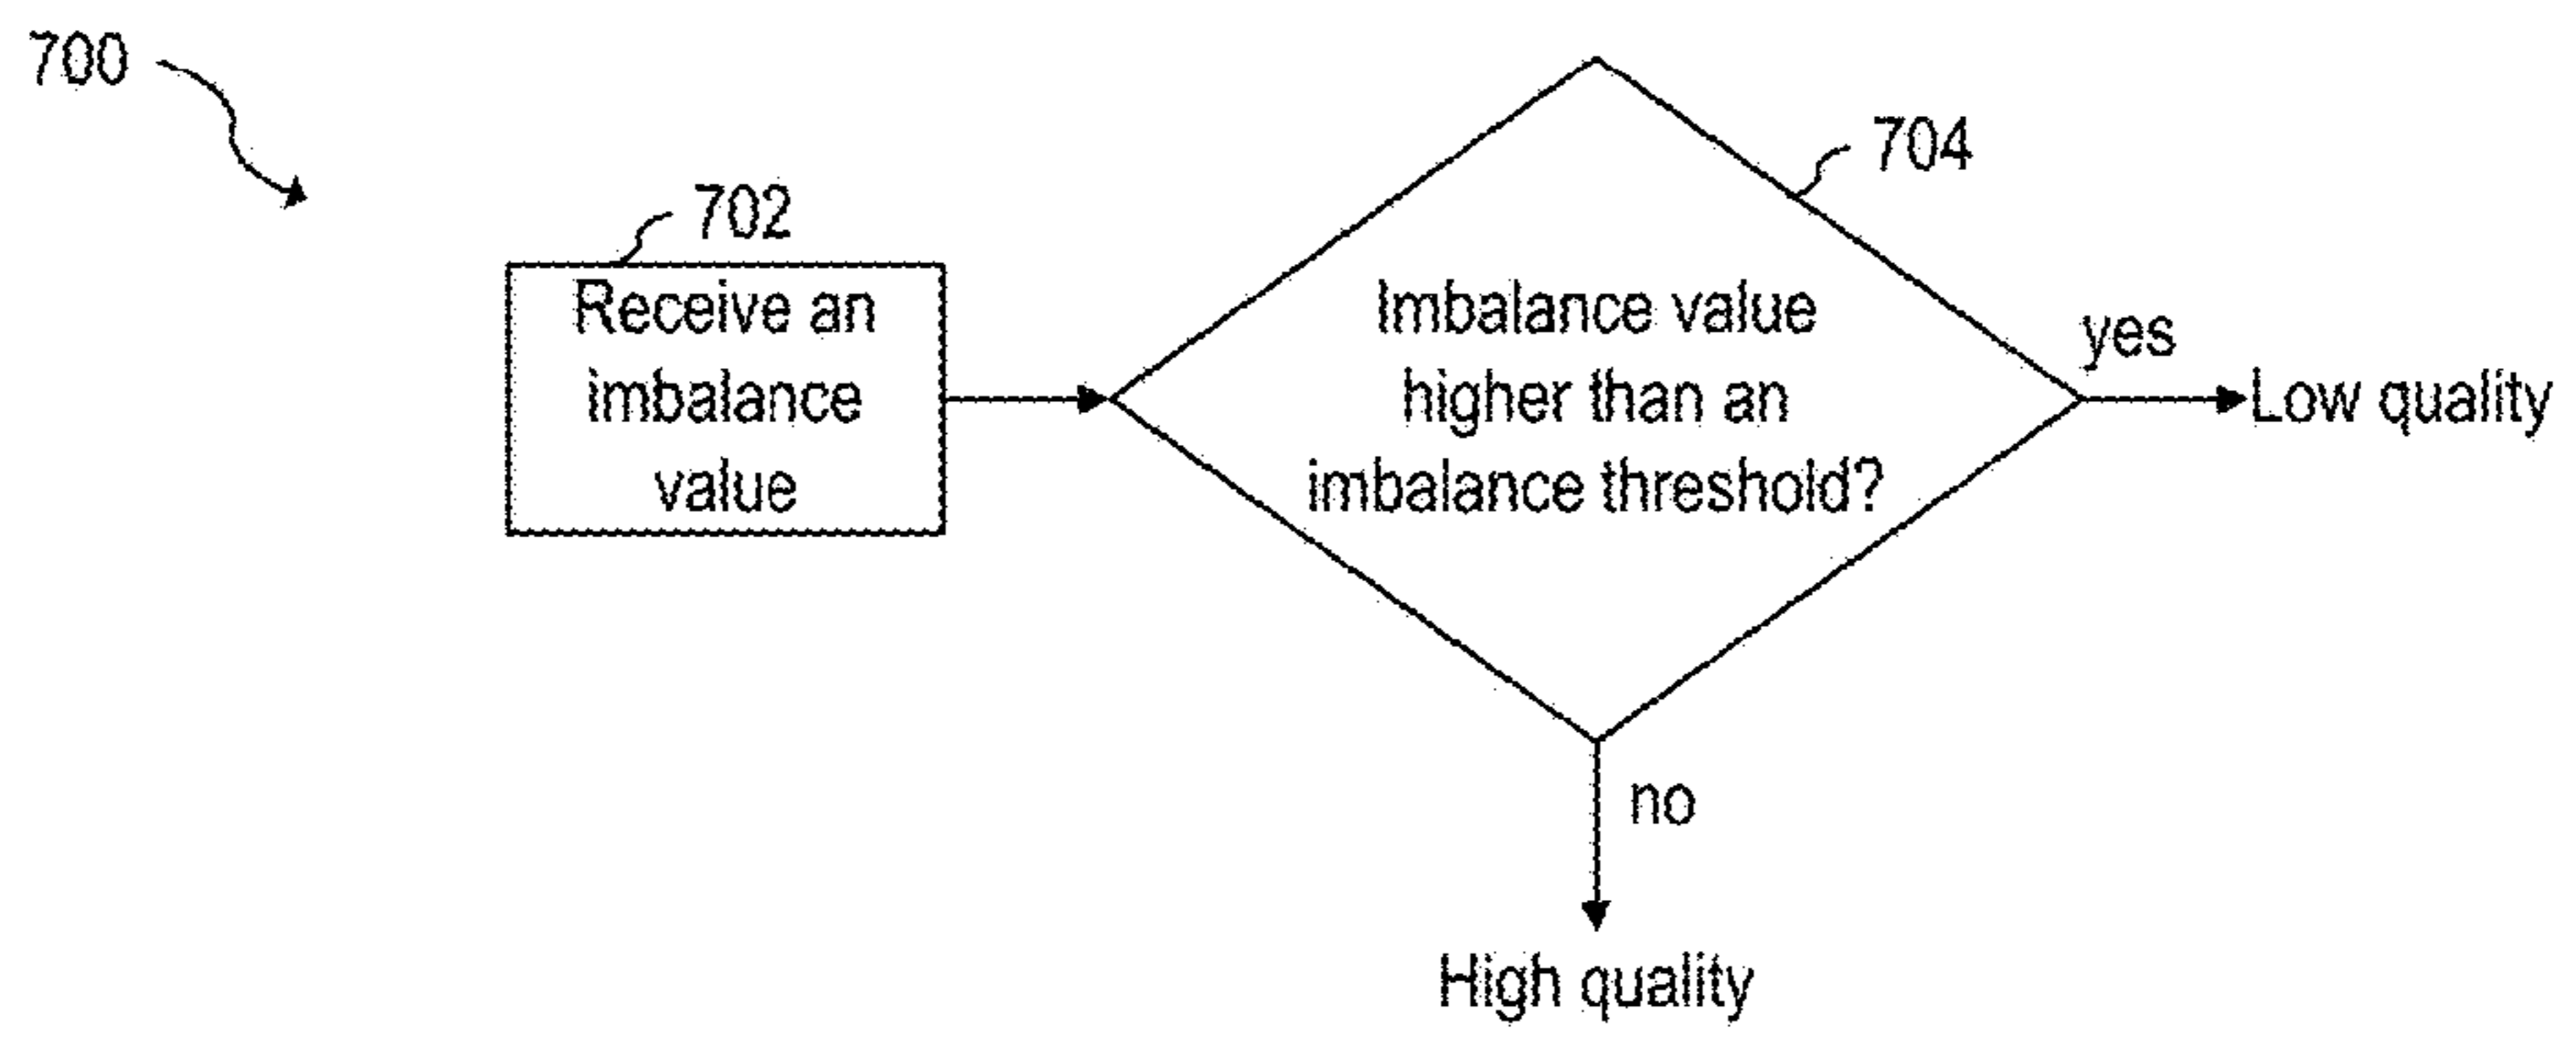 700
702
Receive an
imbalance
value
704
Imbalance value
higher than an
imbalance threshold?
yes
Low quality
no
High quality